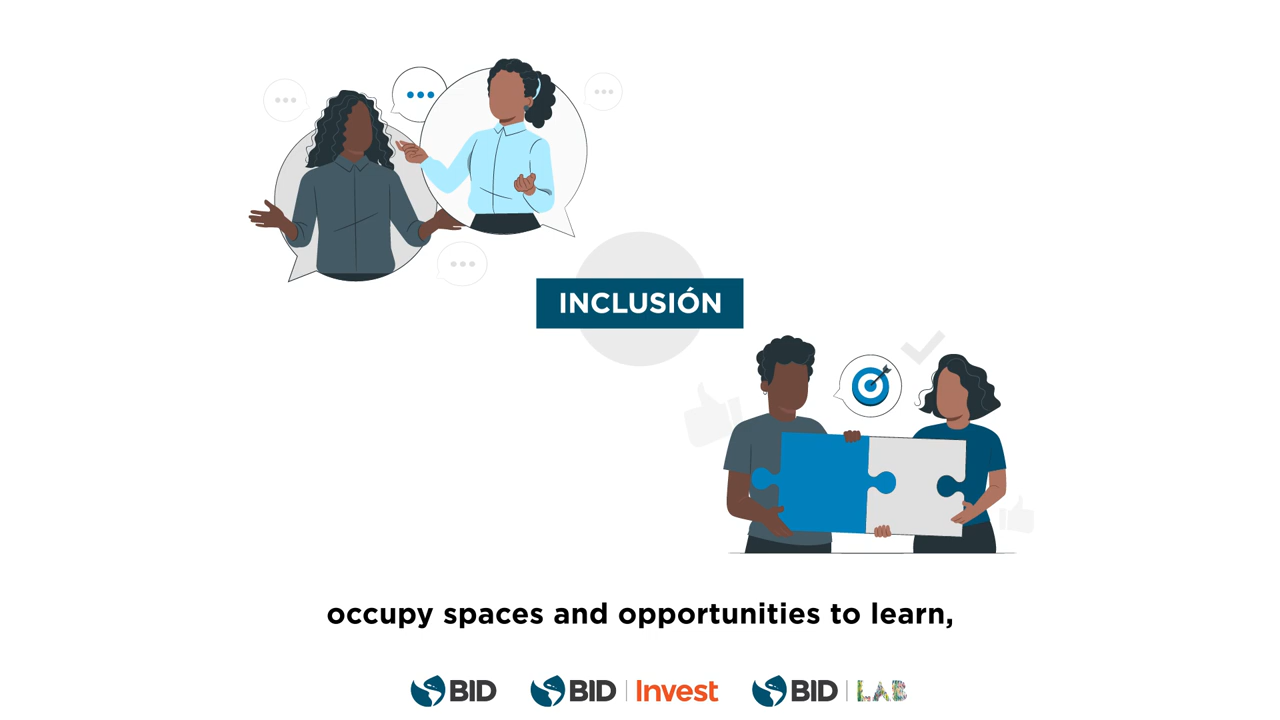 INCLUSIÓN
occupy spaces and opportunities to learn,
BID BID | Invest BID | LAB